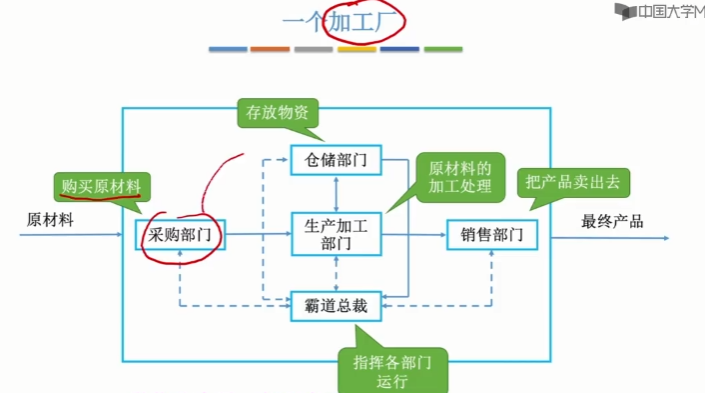 一个加工厂
中国大学M
存放物资
仓储部门
原材料的
加工处理
购买原材料
把产品卖出去
原材料
采购部门
生产加工
部门
销售部门
最终产品
霸道总裁
指挥各部门
运行